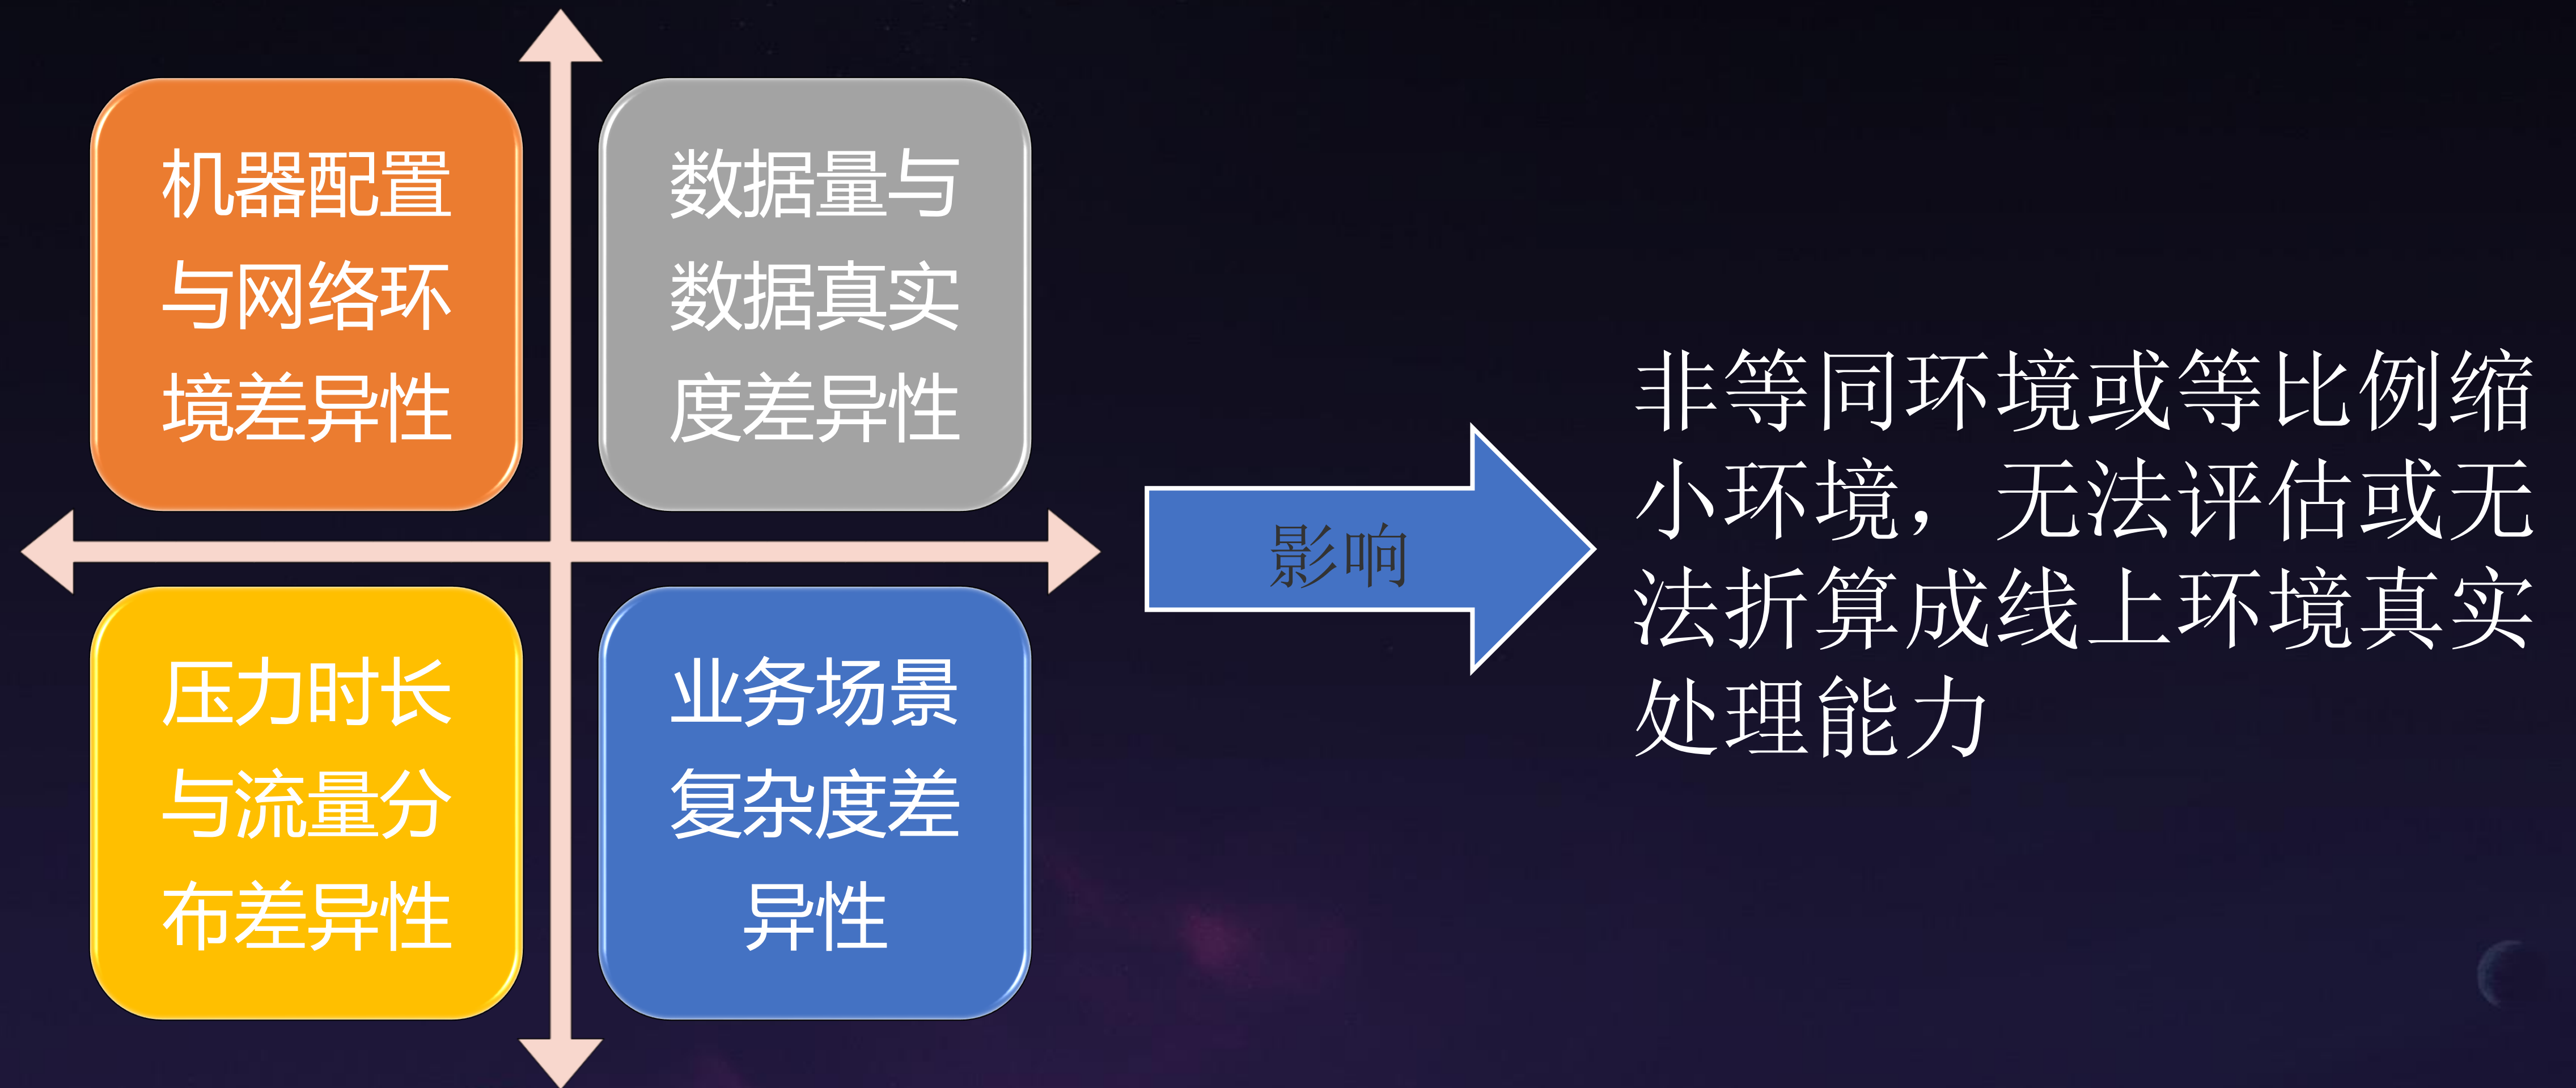 机器配置
与网络环
境差异性
数据量与
数据真实
度差异性
压力时长
与流量分
布差异性
业务场景
复杂度差
异性
影响
非等同环境或等比例缩
小环境，无法评估或无
法折算成线上环境真实
处理能力